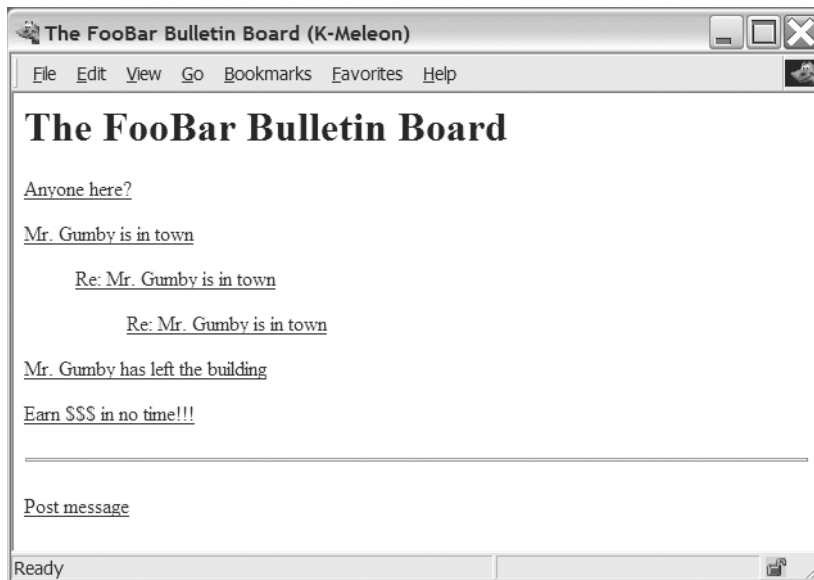 The FooBar Bulletin Board (K-Meleon)
File Edit View Go Bookmarks Favorites Help
The FooBar Bulletin Board
Anyone here?
Mr. Gumby is in town
Re: Mr. Gumby is in town
Re: Mr. Gumby is in town
Mr. Gumby has left the building
Earn $$$ in no time!!!
Post message
Ready